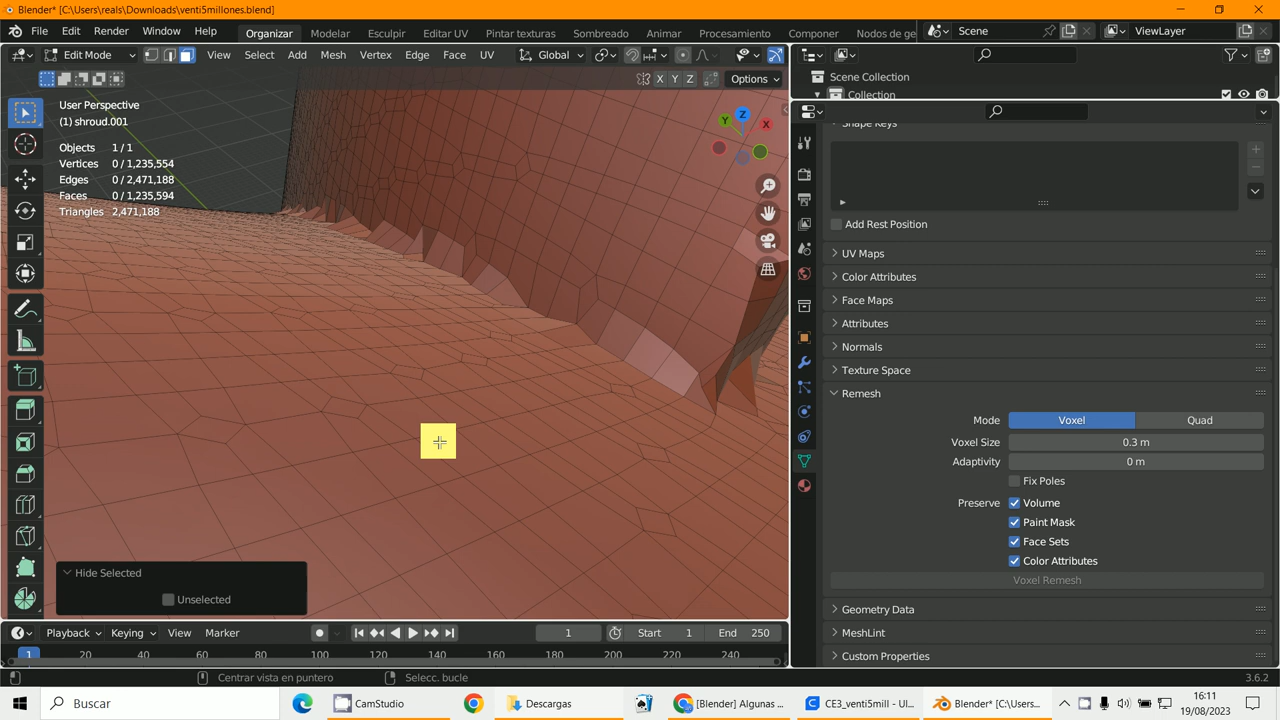 Blender* [C:\Users\reals\Downloads\venti5millones.blend]
File Edit Render Window Help Organizar Modelar Esculpir Editar UV Pintar texturas Sombreado Animar Procesamiento Componer Nodos de ge Scene ViewLayer
Edit Mode View Select Add Mesh Vertex Edge Face UV Global
X Y Z Options
User Perspective
(1) shroud.001
Objects 1/1
Vertices 0/1,235,554
Edges 0/2,471,188
Faces 0/1,235,594
Triangles 2,471,188
Z
Y
X
Hide Selected
Unselected
Scene Collection
Collection
Shape Keys
Add Rest Position
UV Maps
Color Attributes
Face Maps
Attributes
Normals
Texture Space
Remesh
Mode Voxel Quad
Voxel Size 0.3 m
Adaptivity 0 m
Fix Poles
Preserve Volume
Paint Mask
Face Sets
Color Attributes
Voxel Remesh
Geometry Data
MeshLint
Custom Properties
Playback Keying View Marker 1 Start 1 End 250
1 20 40 60 80 100 120 140 160 180 200 220 240
Centrar vista en puntero Selecc. bucle 3.6.2
Buscar CamStudio Descargas [Blender] Algunas ... CE3_venti5mill - Ul... Blender* [C:\Users...
16:11
19/08/2023